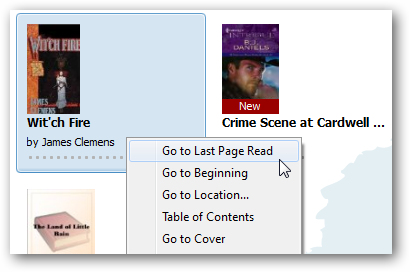 WIT'CH FIRE
JAMES
CLEMENS
INTRIGUE
B.J.
DANIELS
New
Wit'ch Fire
Crime Scene at Cardwell ...
by James Clemens
Go to Last Page Read
Go to Beginning
Go to Location...
Table of Contents
Go to Cover
The Land of Little
Rain